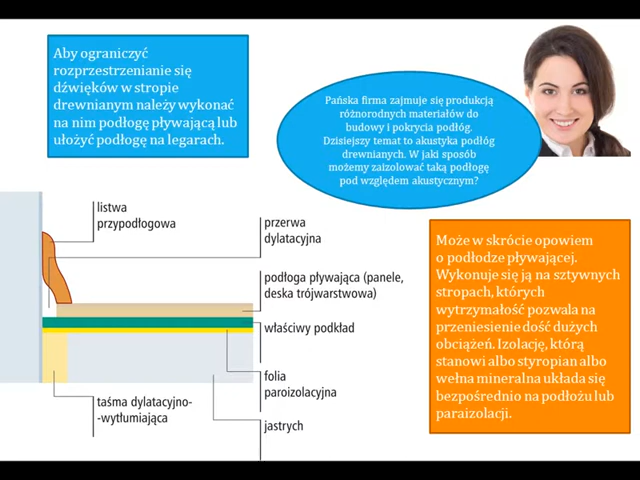 Aby ograniczyć
rozprzestrzenianie się
dźwięków w stropie
drewnianym należy wykonać
na nim podłogę pływającą lub
ułożyć podłogę na legarach.
Pańska firma zajmuje się produkcją
różnorodnych materiałów do
budowy i pokrycia podłóg.
Dzisiejszy temat to akustyka podłóg
drewnianych. W jaki sposób
możemy zaizolować taką podłogę
pod względem akustycznym?
listwa
przypodłogowa
przerwa
dylatacyjna
podłoga pływająca (panele,
deska trójwarstwowa)
właściwy podkład
folia
paroizolacyjna
taśma dylatacyjno-
-wytłumiająca
jastrych
Może w skrócie opowiem
o podłodze pływającej.
Wykonuje się ją na sztywnych
stropach, których
wytrzymałość pozwala na
przeniesienie dość dużych
obciążeń. Izolację, którą
stanowi albo styropian albo
wełna mineralna układa się
bezpośrednio na podłożu lub
paraizolacji.